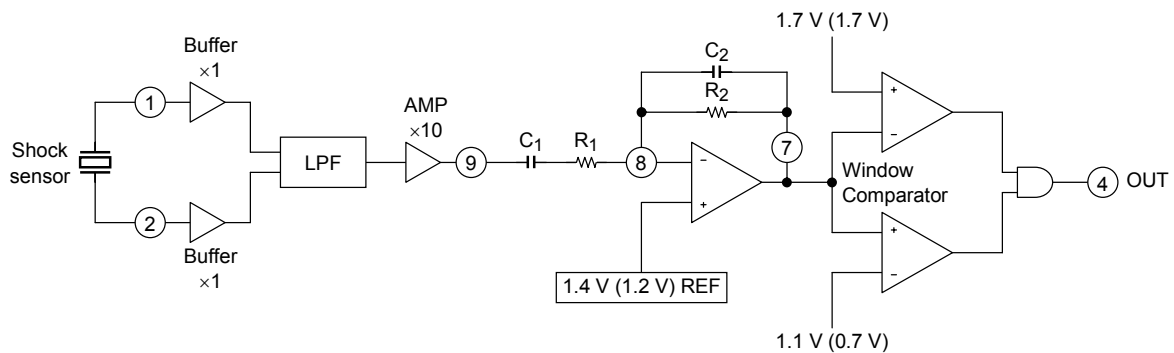 1.7 V (1.7 V)
Buffer
×1
C2
R2
AMP
×10
1
9
C1
R1
8
7
+
−
Shock
sensor
LPF
−
+
Window
Comparator
4
OUT
2
Buffer
×1
+
−
1.4 V (1.2 V) REF
1.1 V (0.7 V)